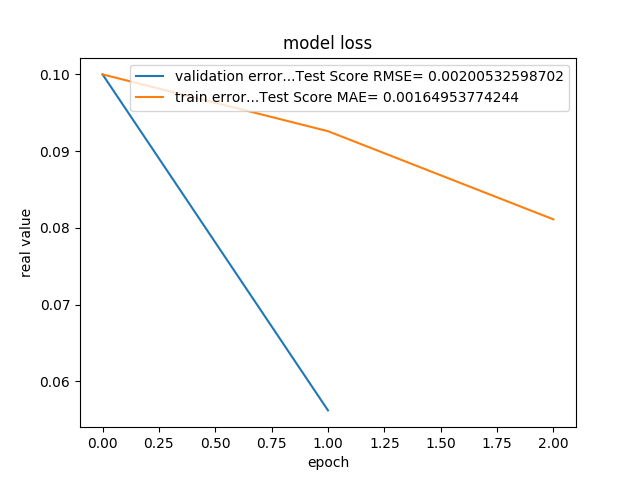 model loss
validation error...Test Score RMSE= 0.00200532598702
train error...Test Score MAE= 0.00164953774244
real value
0.10
0.09
0.08
0.07
0.06
0.00 0.25 0.50 0.75 1.00 1.25 1.50 1.75 2.00
epoch